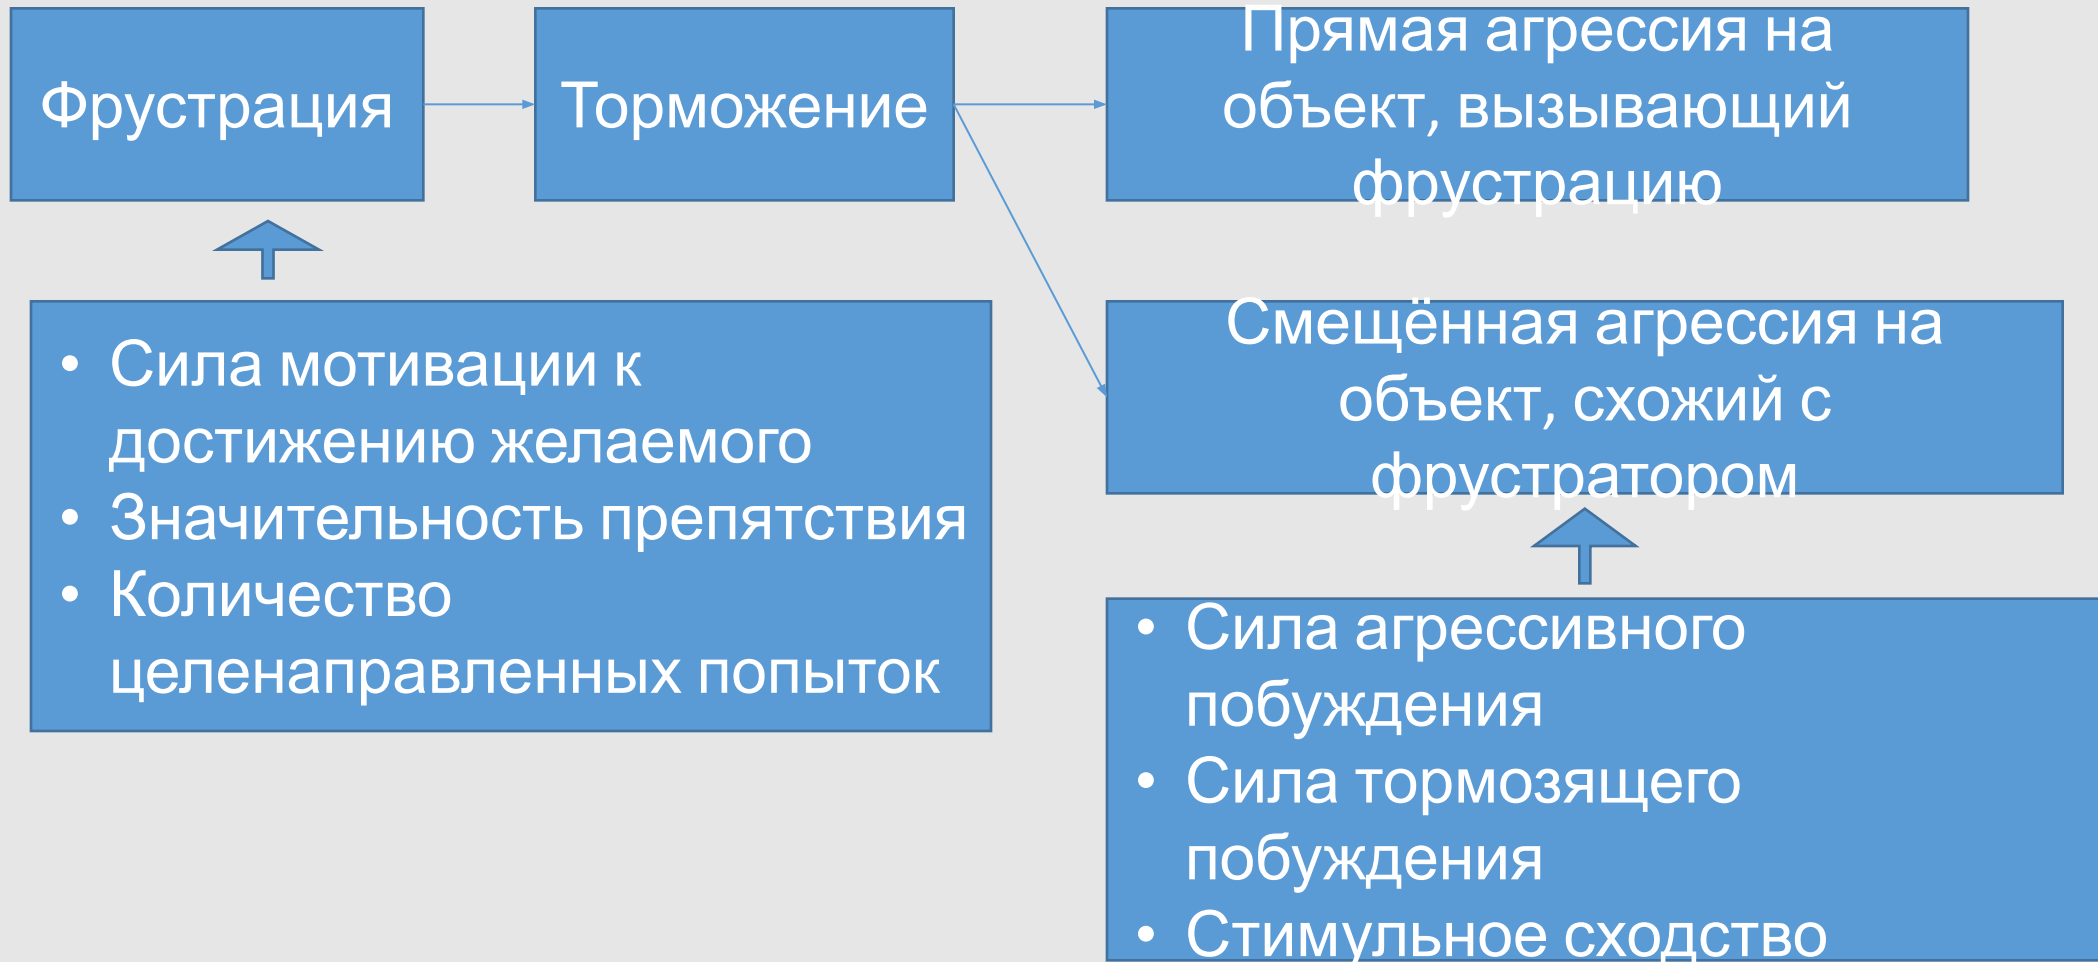 Фрустрация
Торможение
Прямая агрессия на
объект, вызывающий
фрустрацию
Смещённая агрессия на
объект, схожий с
фрустратором
• Сила мотивации к
достижению желаемого
• Значительность препятствия
• Количество
целенаправленных попыток
• Сила агрессивного
побуждения
• Сила тормозящего
побуждения
• Стимульное сходство